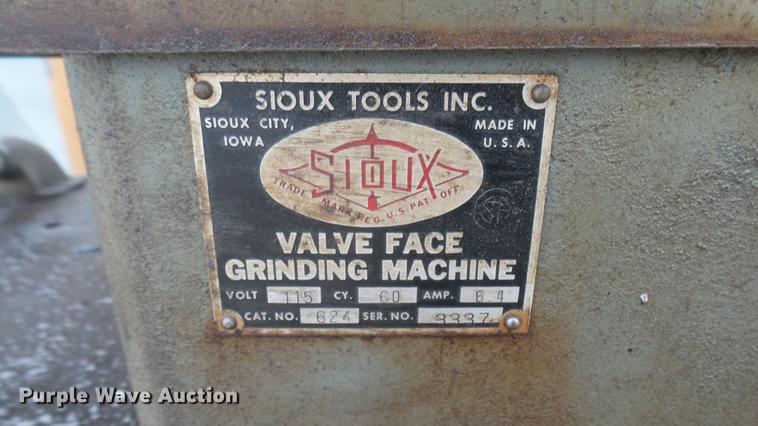 SIOUX TOOLS INC.
SIOUX CITY, IOWA
MADE IN U.S.A.
SIOUX
TRADE MARK REG. U.S. PAT. OFF.
VALVE FACE
GRINDING MACHINE
VOLT 115 CY. 60 AMP. 6.4
CAT. NO. 624 SER. NO. 3337
Purple Wave Auction